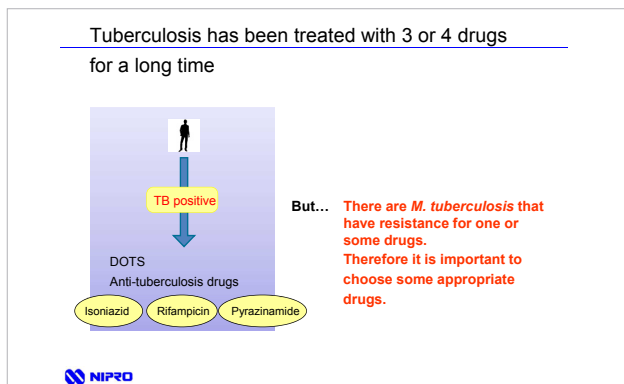 Tuberculosis has been treated with 3 or 4 drugs
for a long time
TB positive
DOTS
Anti-tuberculosis drugs
Isoniazid
Rifampicin
Pyrazinamide
But…
There are M. tuberculosis that
have resistance for one or
some drugs.
Therefore it is important to
choose some appropriate
drugs.
NIPRO